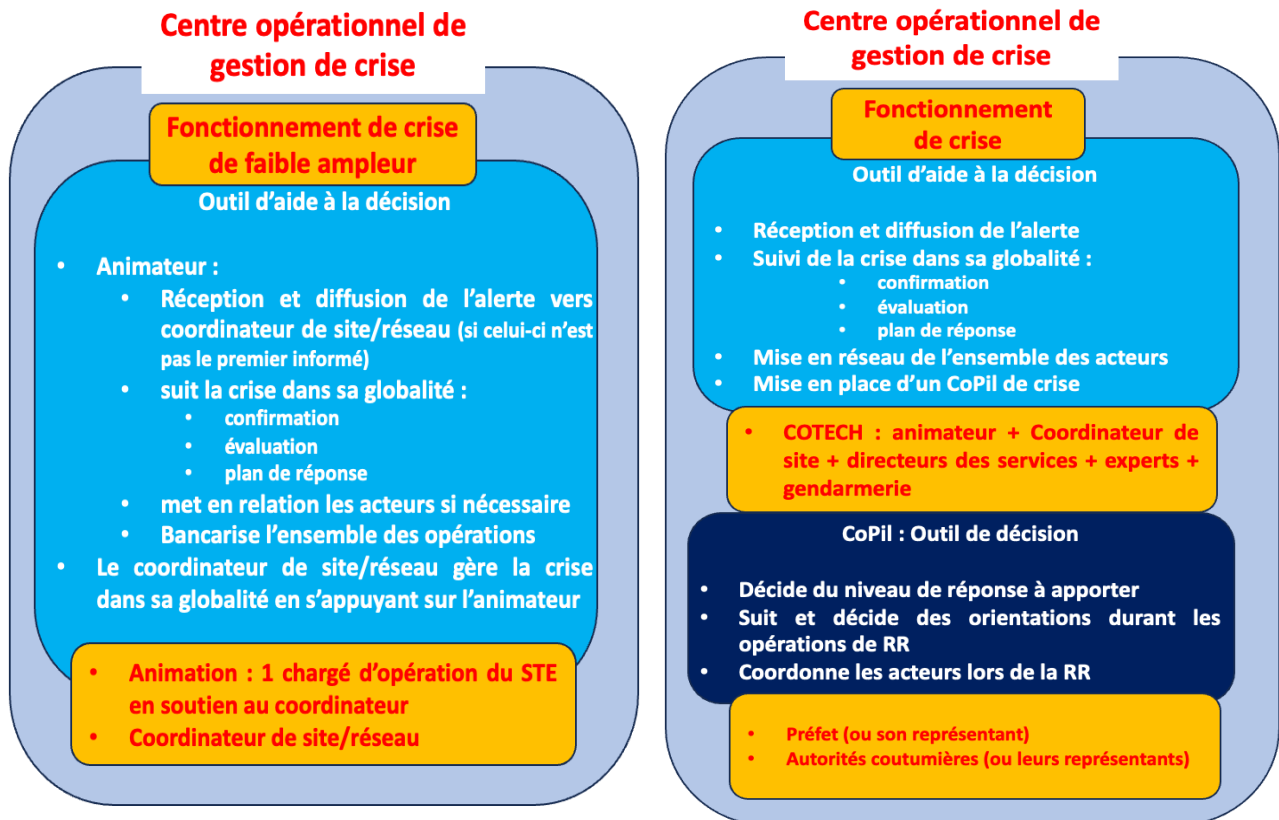 Centre opérationnel de
gestion de crise
Fonctionnement de crise
de faible ampleur
Outil d'aide à la décision
• Animateur :
• Réception et diffusion de l'alerte vers
coordinateur de site/réseau (si celui-ci n'est
pas le premier informé)
• suit la crise dans sa globalité :
• confirmation
• évaluation
• plan de réponse
• met en relation les acteurs si nécessaire
• Bancarise l'ensemble des opérations
• Le coordinateur de site/réseau gère la crise
dans sa globalité en s'appuyant sur l'animateur
• Animation : 1 chargé d'opération du STE
en soutien au coordinateur
• Coordinateur de site/réseau
Centre opérationnel de
gestion de crise
Fonctionnement
de crise
Outil d'aide à la décision
• Réception et diffusion de l'alerte
• Suivi de la crise dans sa globalité :
• confirmation
• évaluation
• plan de réponse
• Mise en réseau de l'ensemble des acteurs
• Mise en place d'un CoPil de crise
• COTECH : animateur + Coordinateur de
site + directeurs des services + experts +
gendarmerie
CoPil : Outil de décision
• Décide du niveau de réponse à apporter
• Suit et décide des orientations durant les
opérations de RR
• Coordonne les acteurs lors de la RR
• Préfet (ou son représentant)
• Autorités coutumières (ou leurs représentants)